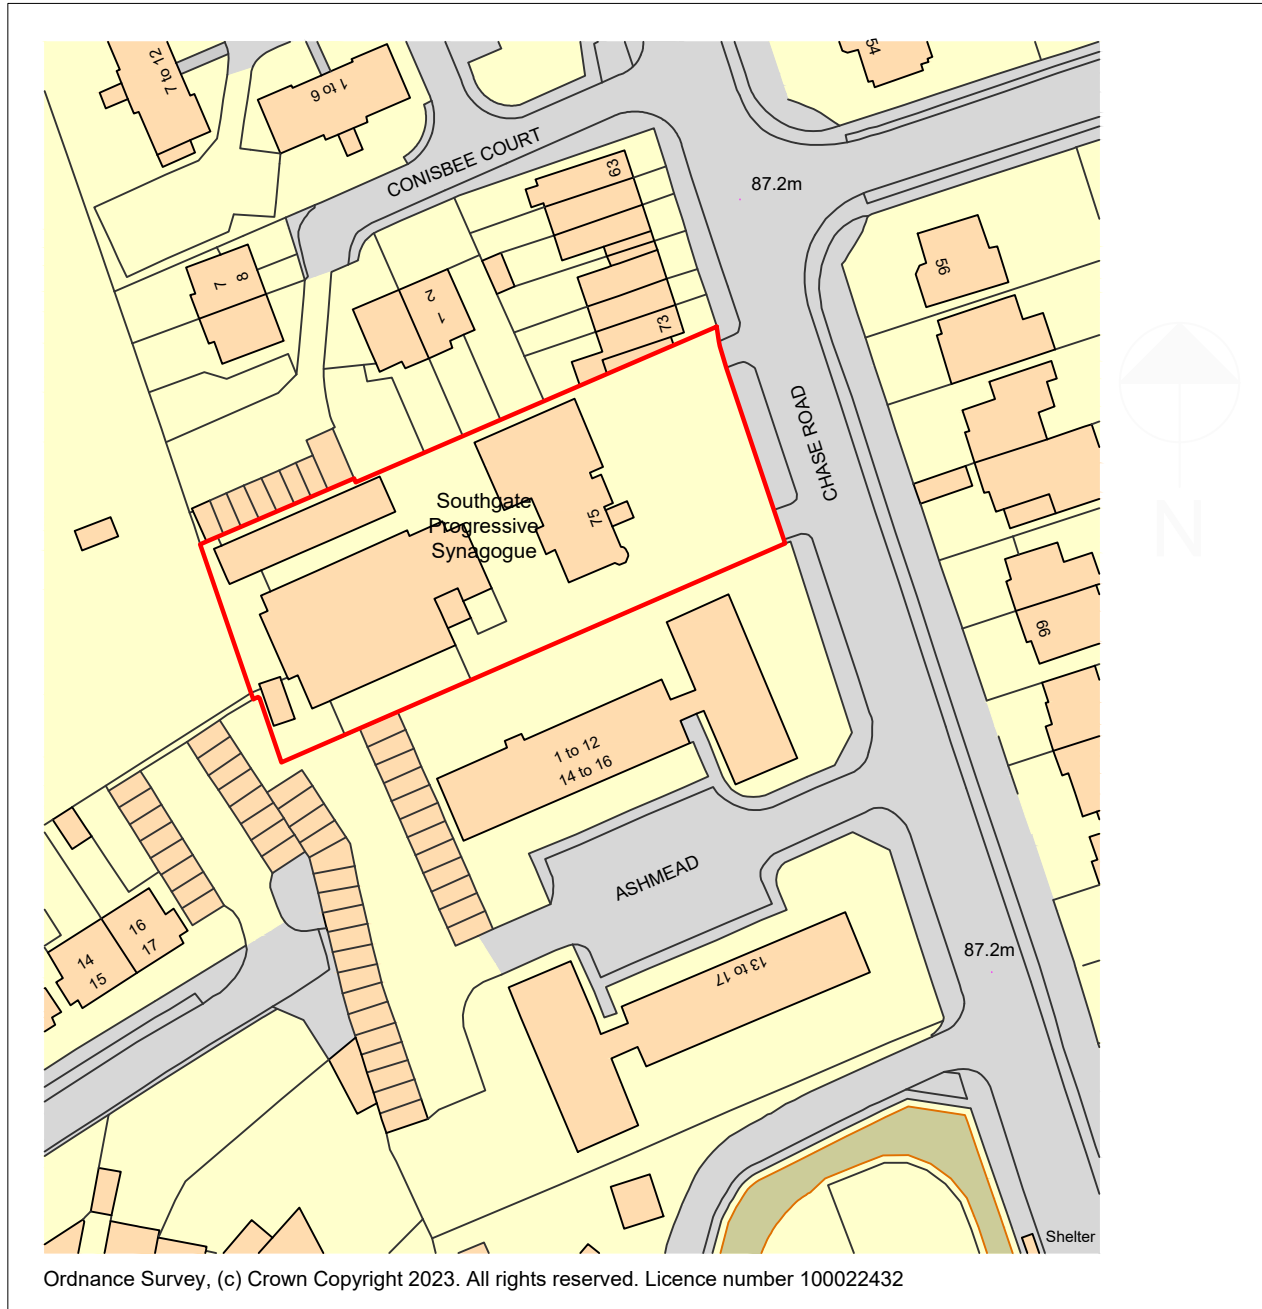 7 to 12
1 to 6
54
CONISBEE COURT
63
87.2m
8
7
56
2
1
73
CHASE ROAD
Southgate
Progressive
Synagogue
75
N
66
1 to 12
14 to 16
ASHMEAD
16
17
14
15
13 to 17
87.2m
Shelter
Ordnance Survey, (c) Crown Copyright 2023. All rights reserved. Licence number 100022432